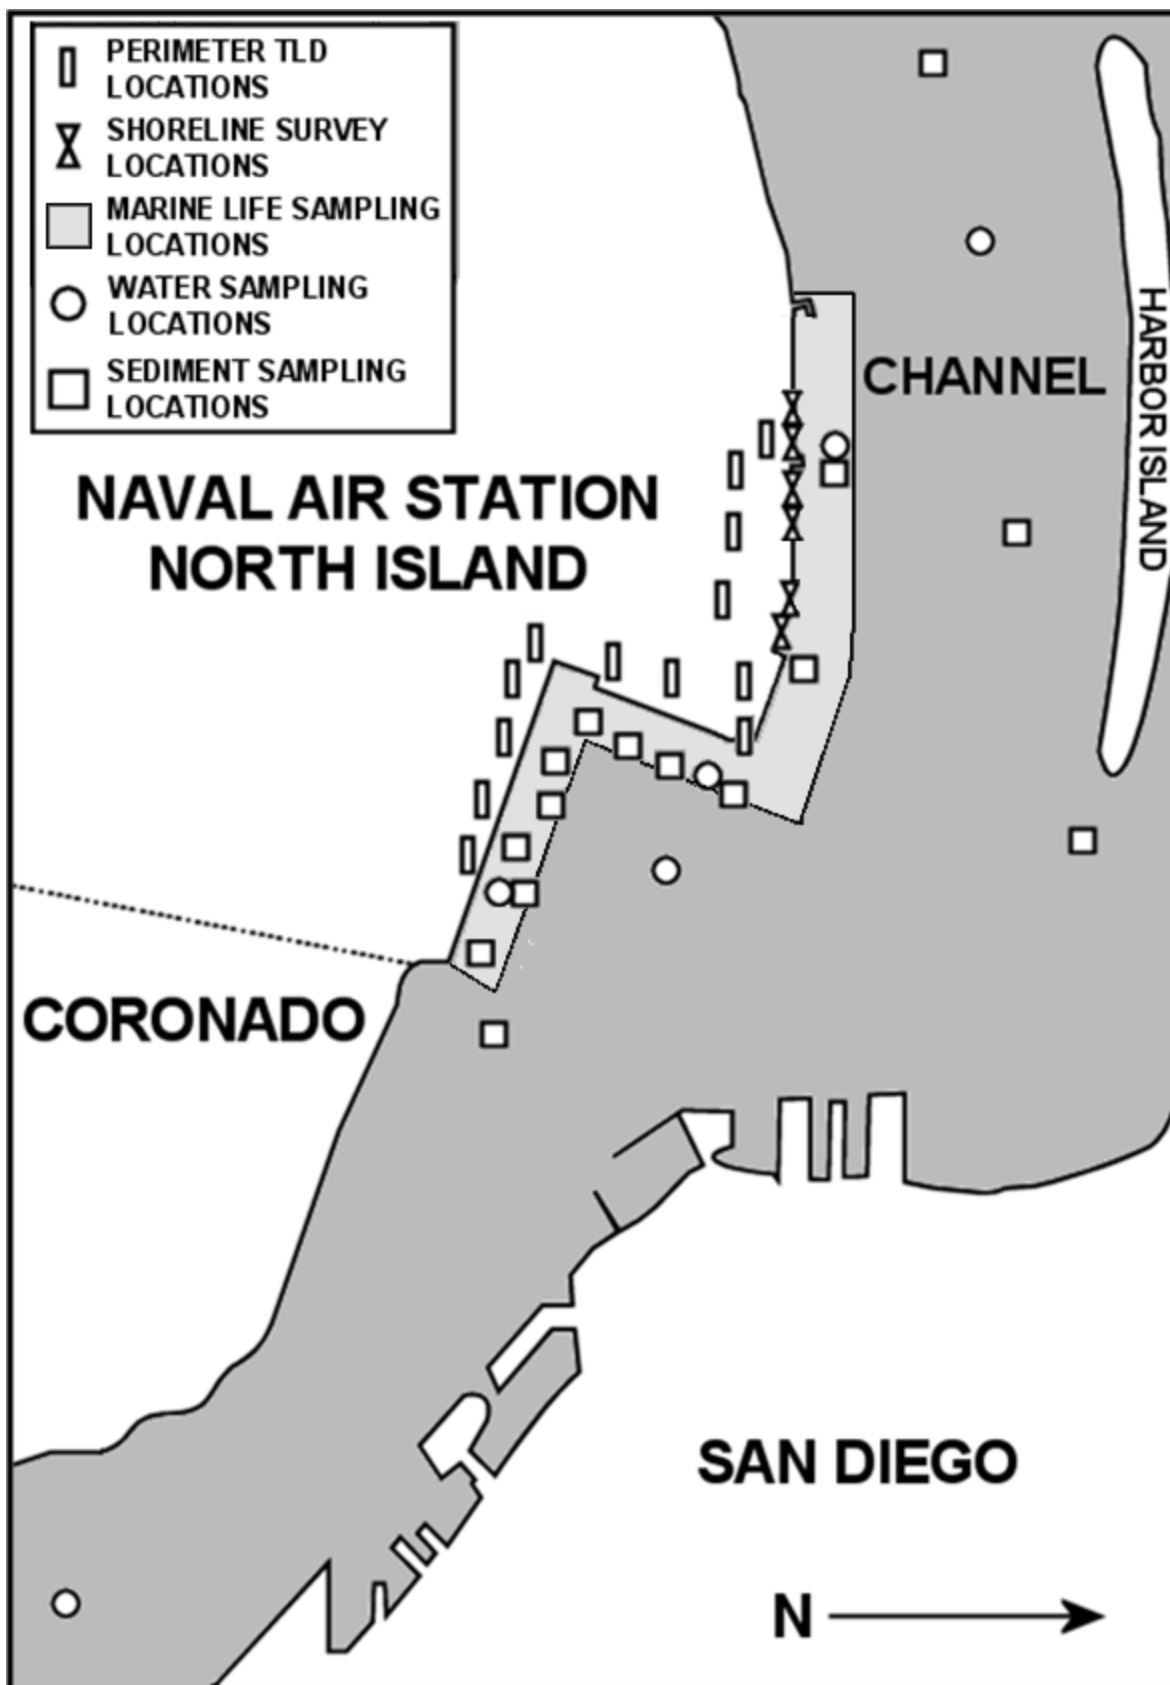 PERIMETER TLD
LOCATIONS
SHORELINE SURVEY
LOCATIONS
MARINE LIFE SAMPLING
LOCATIONS
WATER SAMPLING
LOCATIONS
SEDIMENT SAMPLING
LOCATIONS
CHANNEL
HARBOR ISLAND
NAVAL AIR STATION
NORTH ISLAND
CORONADO
SAN DIEGO
N